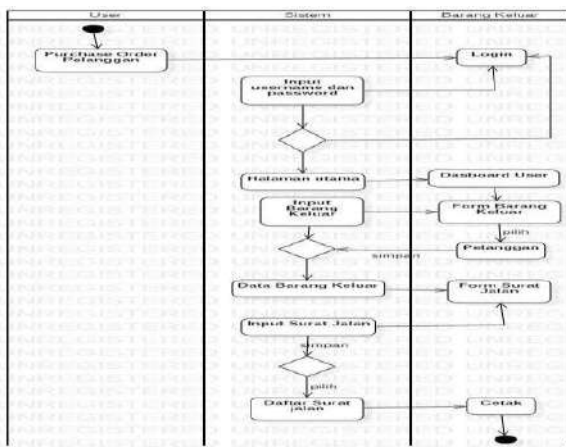 User
Sistem
Barang Keluar
Purchase Order
Pelanggan
Login
Input
username dan
password
Halaman utama
Dasboard User
Input
Barang
Keluar
Form Barang
Keluar
pilih
Pelanggan
simpan
Data Barang Keluar
Form Surat
Jalan
Input Surat Jalan
simpan
pilih
Daftar Surat
jalan
Cetak